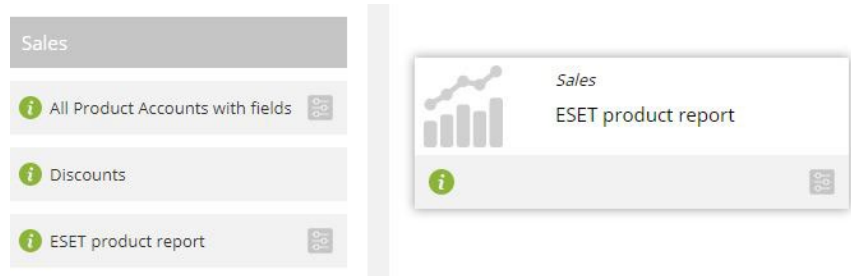 Sales
All Product Accounts with fields
Discounts
ESET product report
Sales
ESET product report